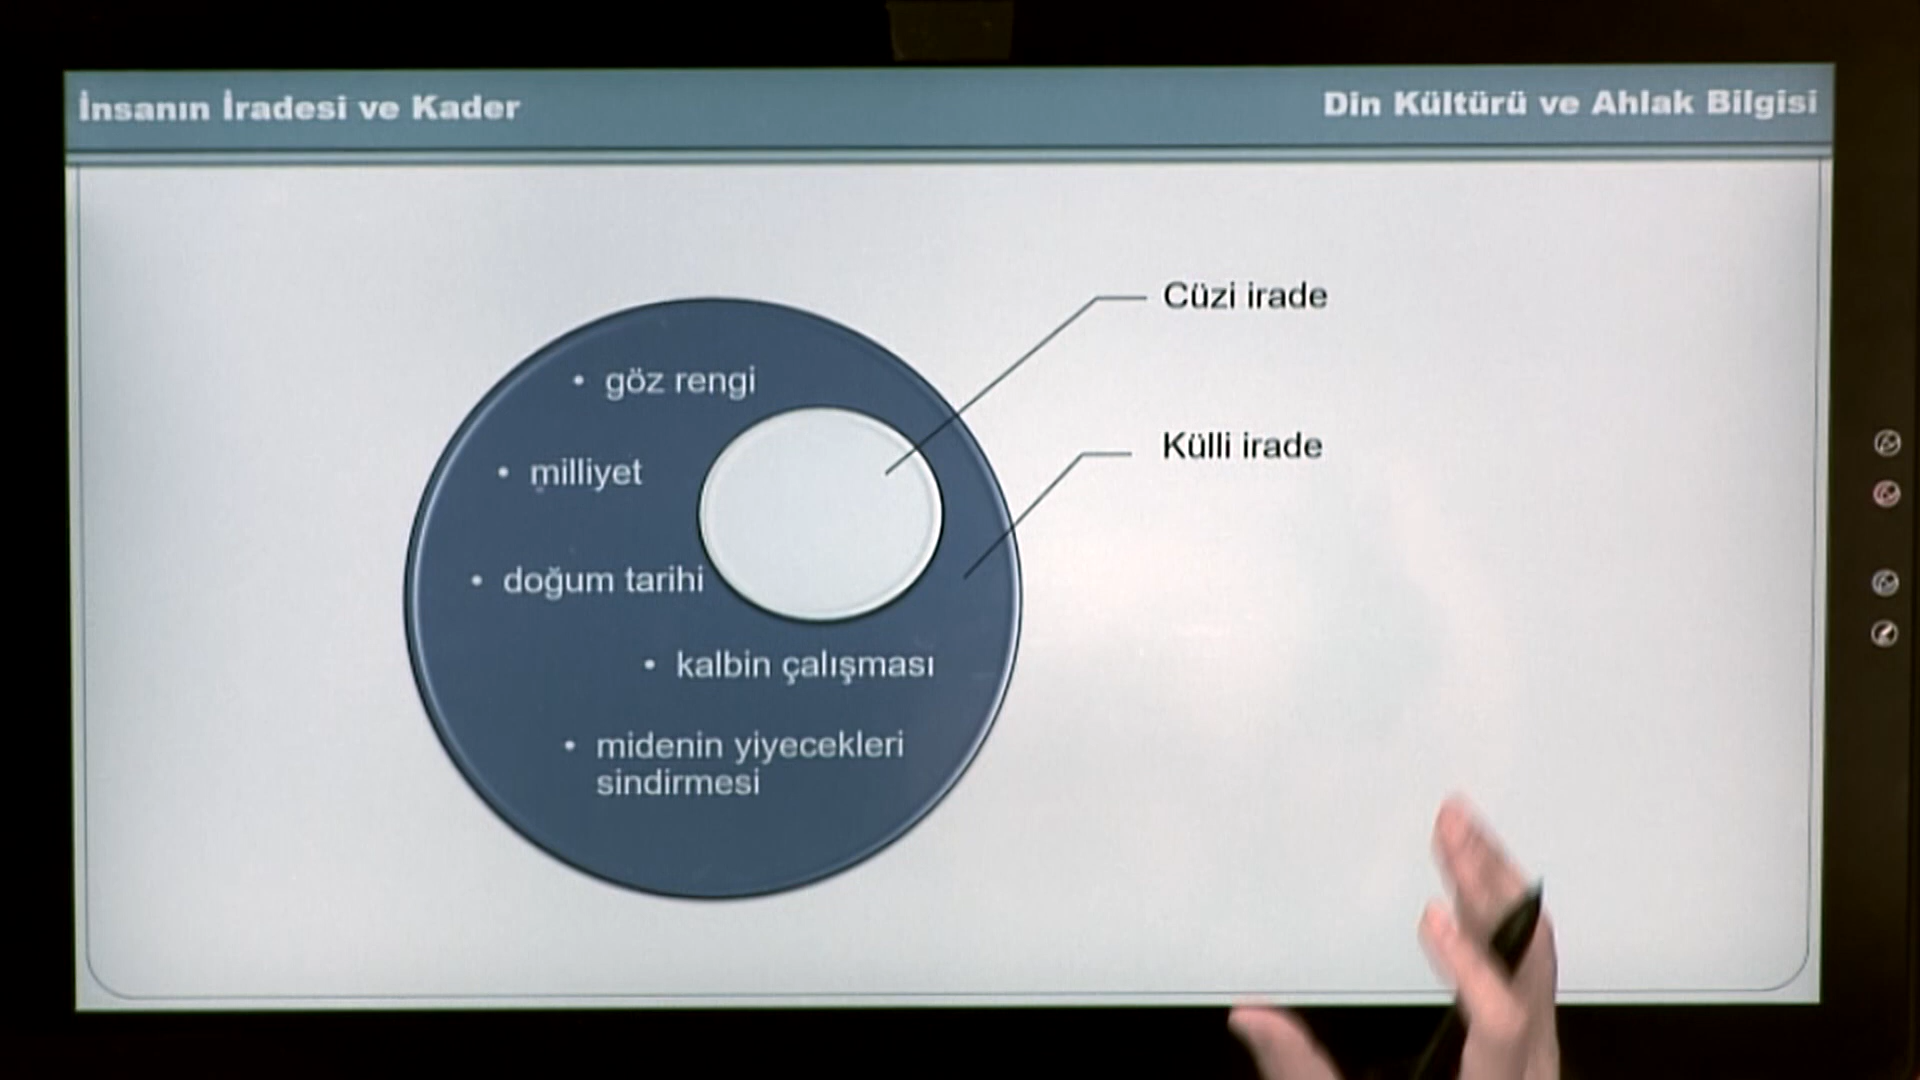 İnsanın İradesi ve Kader
Din Kültürü ve Ahlak Bilgisi
Cüzi irade
Külli irade
• göz rengi
• milliyet
• doğum tarihi
• kalbin çalışması
• midenin yiyecekleri
sindirmesi